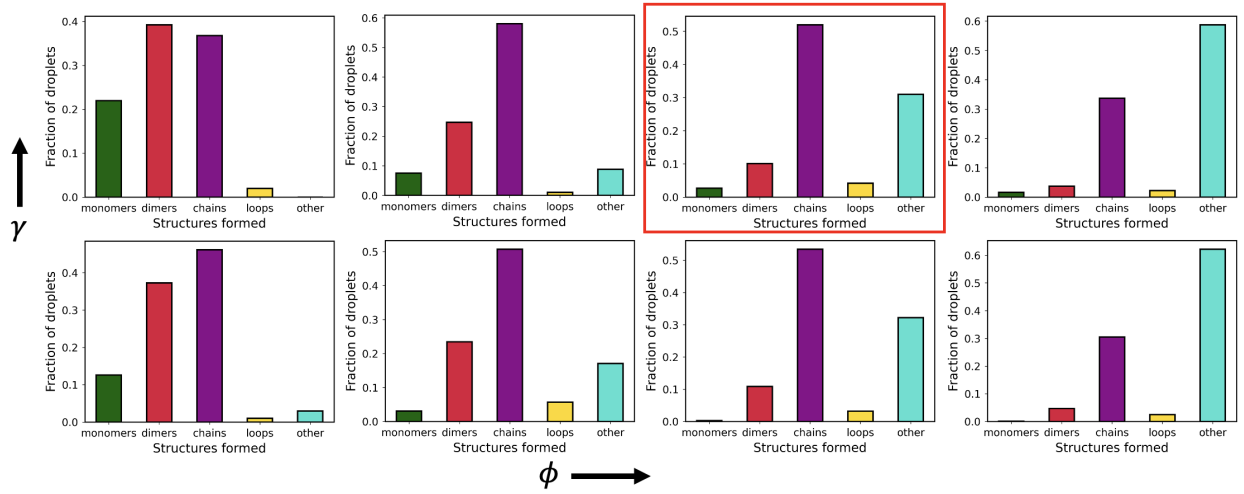 Fraction of droplets
0.4
0.3
0.2
0.1
0.0
monomers dimers chains loops other
Structures formed
Fraction of droplets
0.6
0.5
0.4
0.3
0.2
0.1
0.0
monomers dimers chains loops other
Structures formed
Fraction of droplets
0.5
0.4
0.3
0.2
0.1
0.0
monomers dimers chains loops other
Structures formed
Fraction of droplets
0.6
0.5
0.4
0.3
0.2
0.1
0.0
monomers dimers chains loops other
Structures formed
γ
Fraction of droplets
0.4
0.3
0.2
0.1
0.0
monomers dimers chains loops other
Structures formed
Fraction of droplets
0.5
0.4
0.3
0.2
0.1
0.0
monomers dimers chains loops other
Structures formed
Fraction of droplets
0.5
0.4
0.3
0.2
0.1
0.0
monomers dimers chains loops other
Structures formed
Fraction of droplets
0.6
0.5
0.4
0.3
0.2
0.1
0.0
monomers dimers chains loops other
Structures formed
ϕ